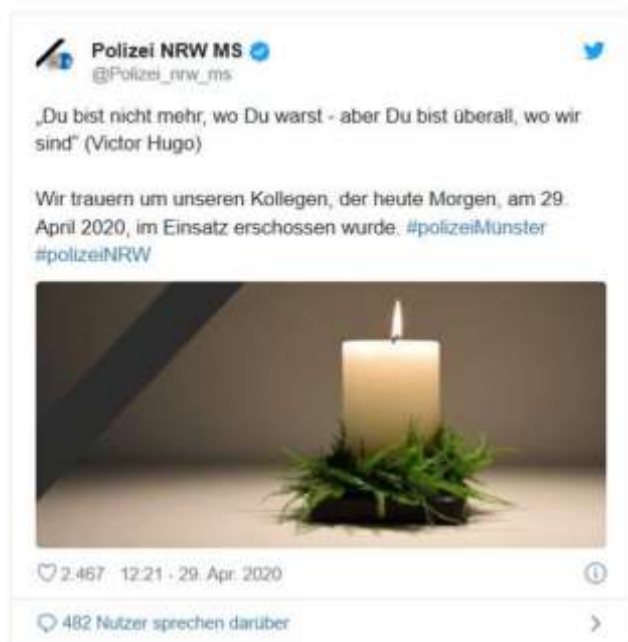 Polizei NRW MS
@Polizei_nrw_ms
„Du bist nicht mehr, wo Du warst - aber Du bist überall, wo wir
sind" (Victor Hugo)
Wir trauern um unseren Kollegen, der heute Morgen, am 29.
April 2020, im Einsatz erschossen wurde. #polizeiMünster
#polizeiNRW
2.467 12:21 - 29. Apr. 2020
482 Nutzer sprechen darüber